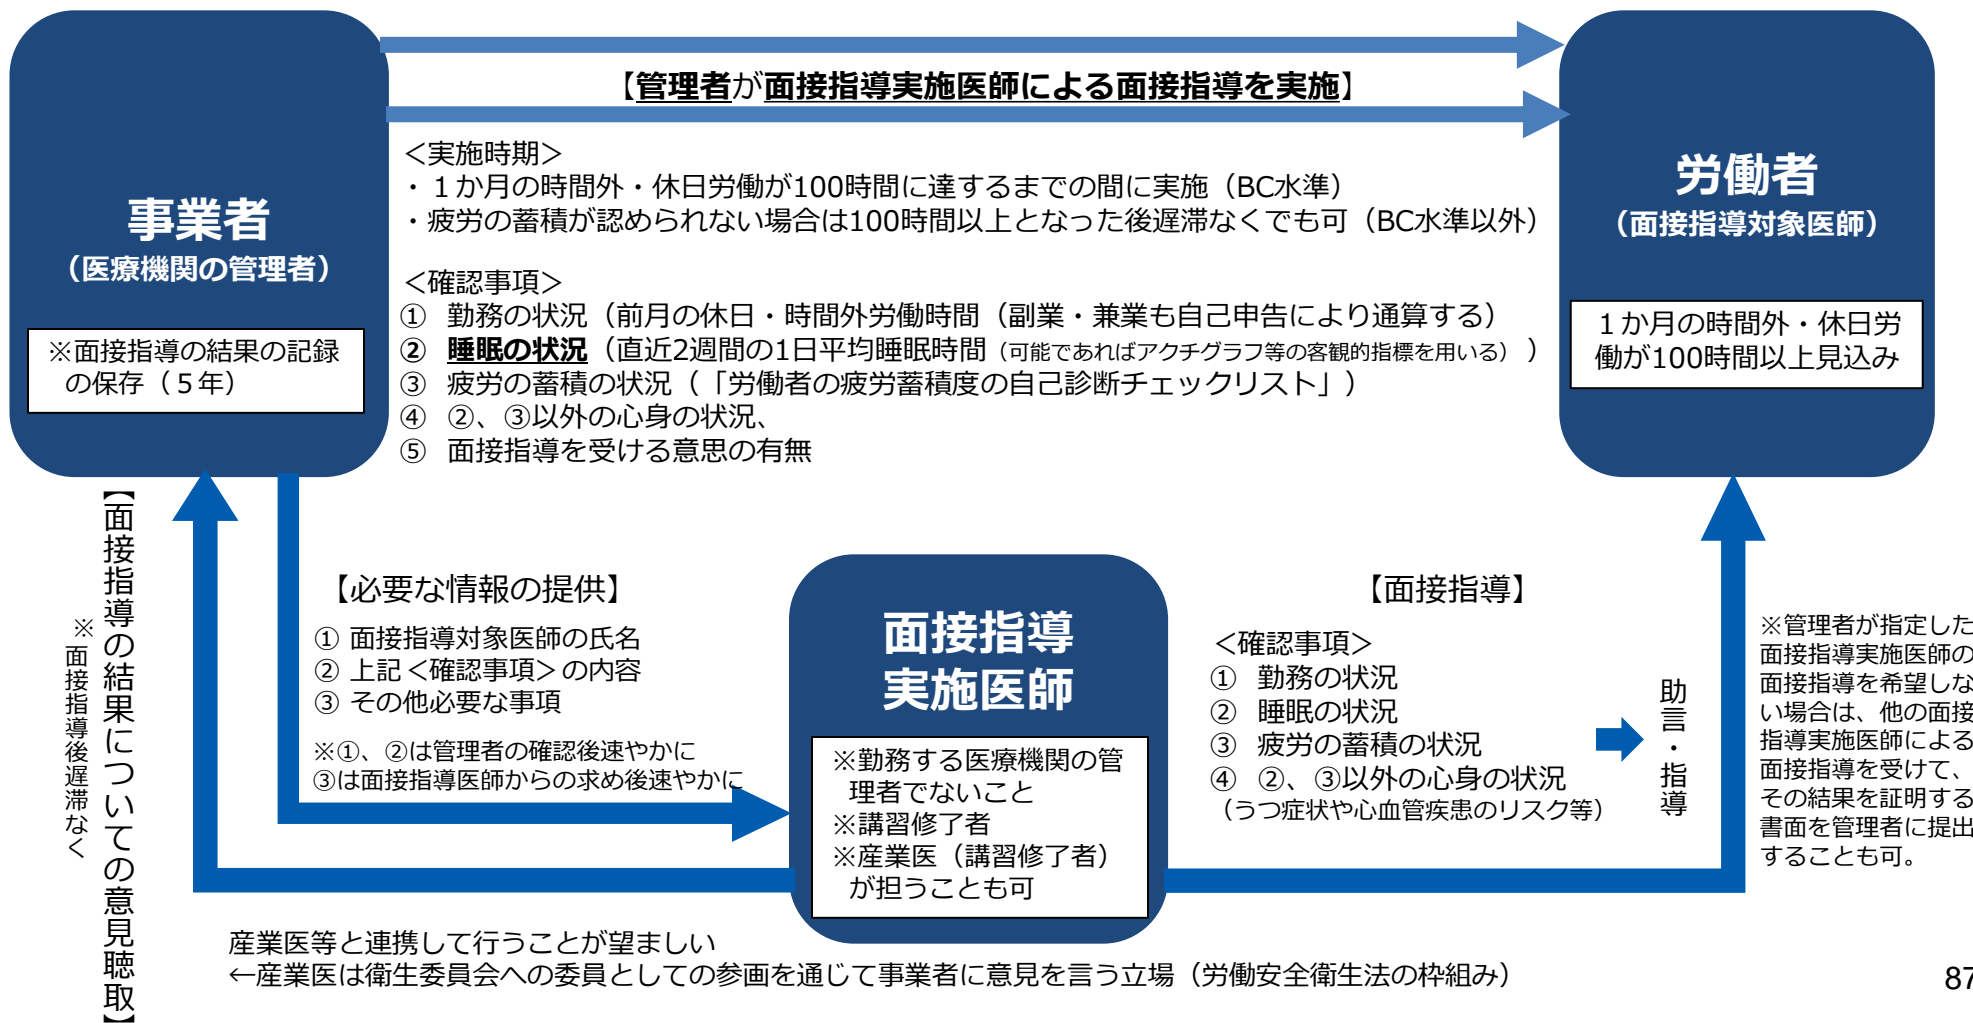 【管理者が面接指導実施医師による面接指導を実施】
事業者
（医療機関の管理者）
※面接指導の結果の記録
の保存（５年）
＜実施時期＞
・１か月の時間外・休日労働が100時間に達するまでの間に実施（BC水準）
・疲労の蓄積が認められない場合は100時間以上となった後遅滞なくでも可（BC水準以外）
＜確認事項＞
① 勤務の状況（前月の休日・時間外労働時間（副業・兼業も自己申告により通算する）
② 睡眠の状況（直近2週間の1日平均睡眠時間（可能であればアクチグラフ等の客観的指標を用いる））
③ 疲労の蓄積の状況（「労働者の疲労蓄積度の自己診断チェックリスト」）
④ ②、③以外の心身の状況、
⑤ 面接指導を受ける意思の有無
労働者
（面接指導対象医師）
１か月の時間外・休日労
働が100時間以上見込み
【面接指導の結果についての意見聴取】
※面接指導後遅滞なく
【必要な情報の提供】
① 面接指導対象医師の氏名
② 上記＜確認事項＞の内容
③ その他必要な事項
※①、②は管理者の確認後速やかに
③は面接指導医師からの求め後速やかに
面接指導
実施医師
※勤務する医療機関の管
理者でないこと
※講習修了者
※産業医（講習修了者）
が担うことも可
【面接指導】
＜確認事項＞
① 勤務の状況
② 睡眠の状況
③ 疲労の蓄積の状況
④ ②、③以外の心身の状況
（うつ症状や心血管疾患のリスク等）
助言・指導
※管理者が指定した
面接指導実施医師の
面接指導を希望しな
い場合は、他の面接
指導実施医師による
面接指導を受けて、
その結果を証明する
書面を管理者に提出
することも可。
産業医等と連携して行うことが望ましい
←産業医は衛生委員会への委員としての参画を通じて事業者に意見を言う立場（労働安全衛生法の枠組み）
87